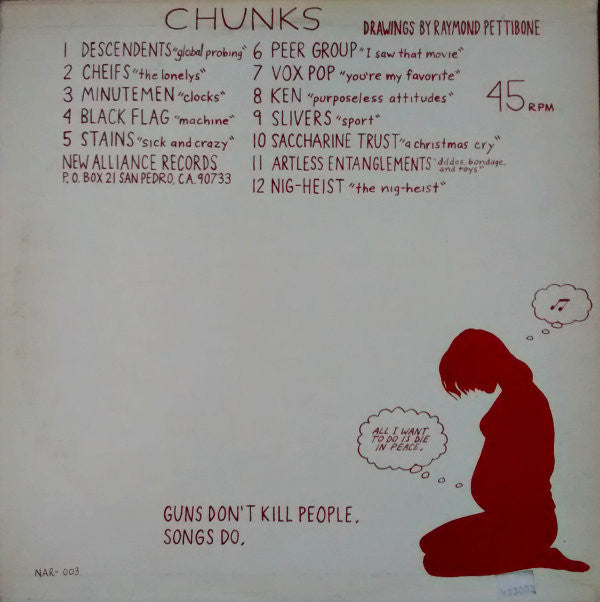 CHUNKS
DRAWINGS BY RAYMOND PETTIBONE
1 DESCENDENTS "global probing"
2 CHEIFS "the lonelys"
3 MINUTEMEN "clocks"
4 BLACK FLAG "machine"
5 STAINS "sick and crazy"
NEW ALLIANCE RECORDS
P.O. BOX 21 SAN PEDRO, CA. 90733
6 PEER GROUP "I saw that movie"
7 VOX POP "you're my favorite"
8 KEN "purposeless attitudes"
9 SLIVERS "sport"
10 SACCHARINE TRUST "a christmas cry"
11 ARTLESS ENTANGLEMENTS "dildos, bondage,
and toys"
12 NIG-HEIST "the nig-heist"
45 RPM
ALL I WANT
TO DO IS DIE
IN PEACE.
GUNS DON'T KILL PEOPLE.
SONGS DO.
NAR-003